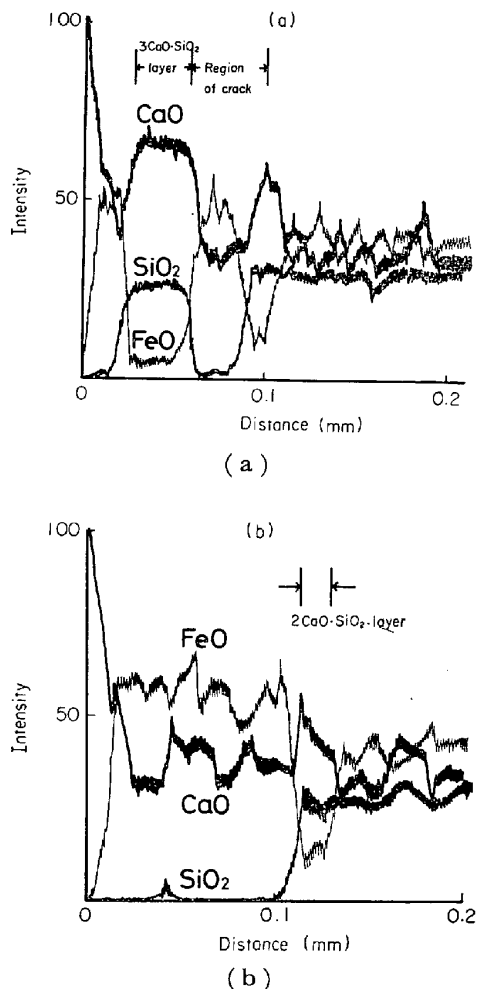 (a)
100
3CaO·SiO₂
layer
Region
of crack
CaO
50
Intensity
SiO₂
FeO
0
0.1
0.2
Distance (mm)
(a)
(b)
100
2CaO·SiO₂-layer
FeO
50
Intensity
CaO
SiO₂
0
0.1
0.2
Distance (mm)
(b)